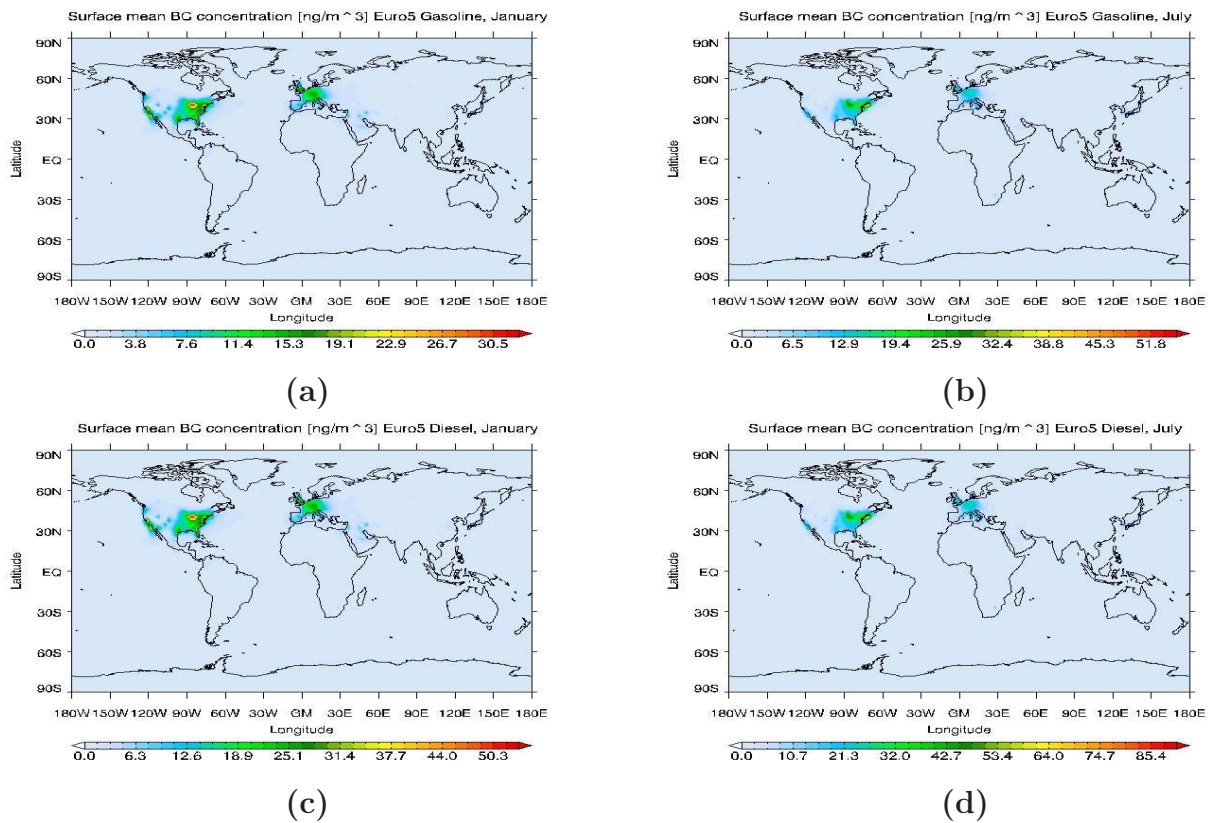 Surface mean BC concentration [ng/m^3] Euro5 Gasoline, January
90N
60N
30N
EQ
30S
60S
90S
Latitude
180W 150W 120W 90W 60W 30W GM 30E 60E 90E 120E 150E 180E
Longitude
0.0 3.8 7.6 11.4 15.3 19.1 22.9 26.7 30.5
(a)
Surface mean BC concentration [ng/m^3] Euro5 Gasoline, July
90N
60N
30N
EQ
30S
60S
90S
Latitude
180W 150W 120W 90W 60W 30W GM 30E 60E 90E 120E 150E 180E
Longitude
0.0 6.5 12.9 19.4 25.9 32.4 38.8 45.3 51.8
(b)
Surface mean BC concentration [ng/m^3] Euro5 Diesel, January
90N
60N
30N
EQ
30S
60S
90S
Latitude
180W 150W 120W 90W 60W 30W GM 30E 60E 90E 120E 150E 180E
Longitude
0.0 6.3 12.6 18.9 25.1 31.4 37.7 44.0 50.3
(c)
Surface mean BC concentration [ng/m^3] Euro5 Diesel, July
90N
60N
30N
EQ
30S
60S
90S
Latitude
180W 150W 120W 90W 60W 30W GM 30E 60E 90E 120E 150E 180E
Longitude
0.0 10.7 21.3 32.0 42.7 53.4 64.0 74.7 85.4
(d)